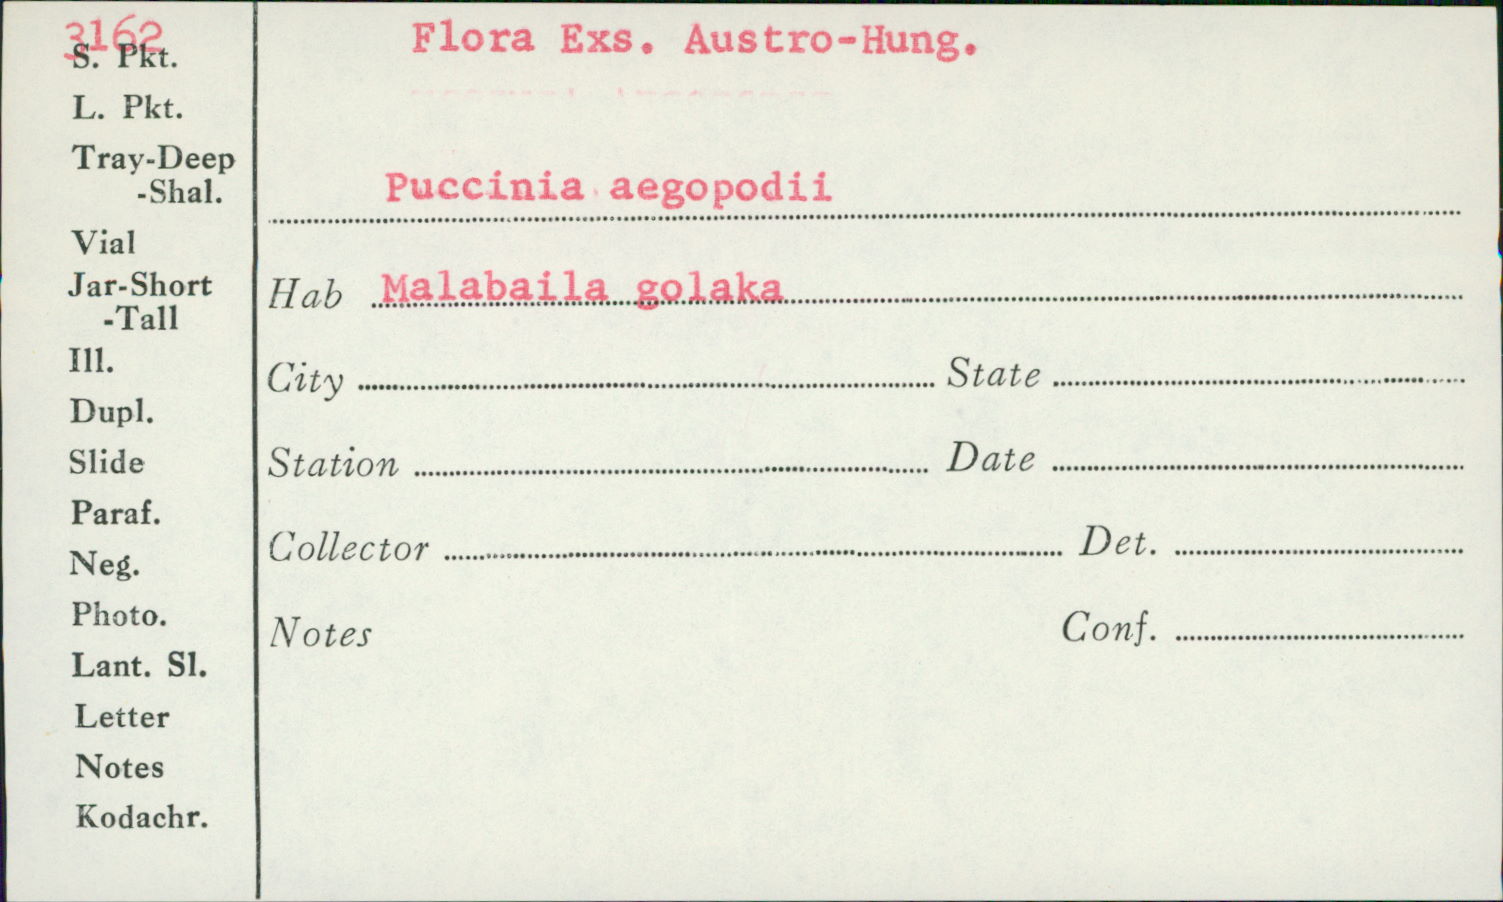 3162
S. Pkt.
L. Pkt.
Tray-Deep
-Shal.
Vial
Jar-Short
-Tall
Ill.
Dupl.
Slide
Paraf.
Neg.
Photo.
Lant. Sl.
Letter
Notes
Kodachr.
Flora Exs. Austro-Hung.
Puccinia aegopodii
Hab Malabaila golaka
City State
Station Date
Collector Det.
Notes Conf.